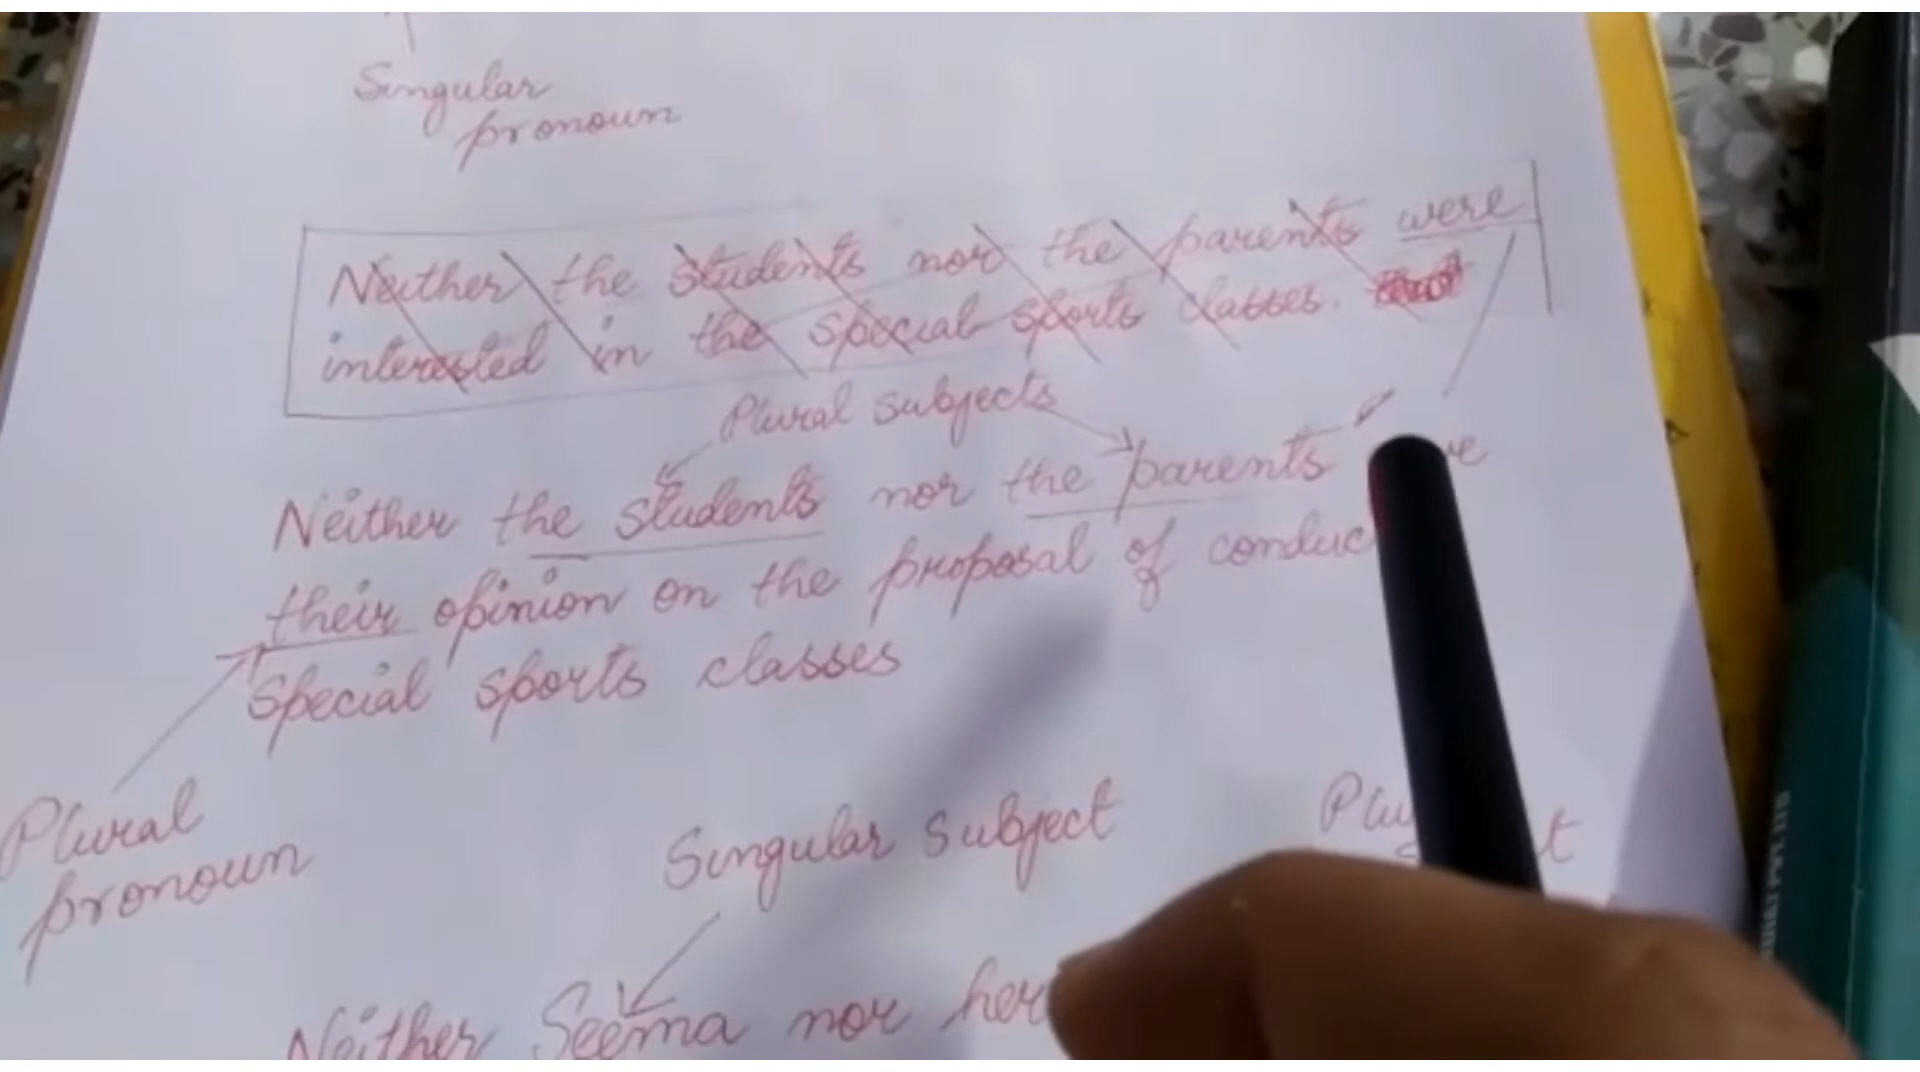 Singular
pronoun
Neither the students nor the parents were
interested in the special sports classes.
Plural subjects
Neither the students nor the parents
their opinion on the proposal of
special sports classes
Plural
pronoun
Singular subject
Neither Seema nor her